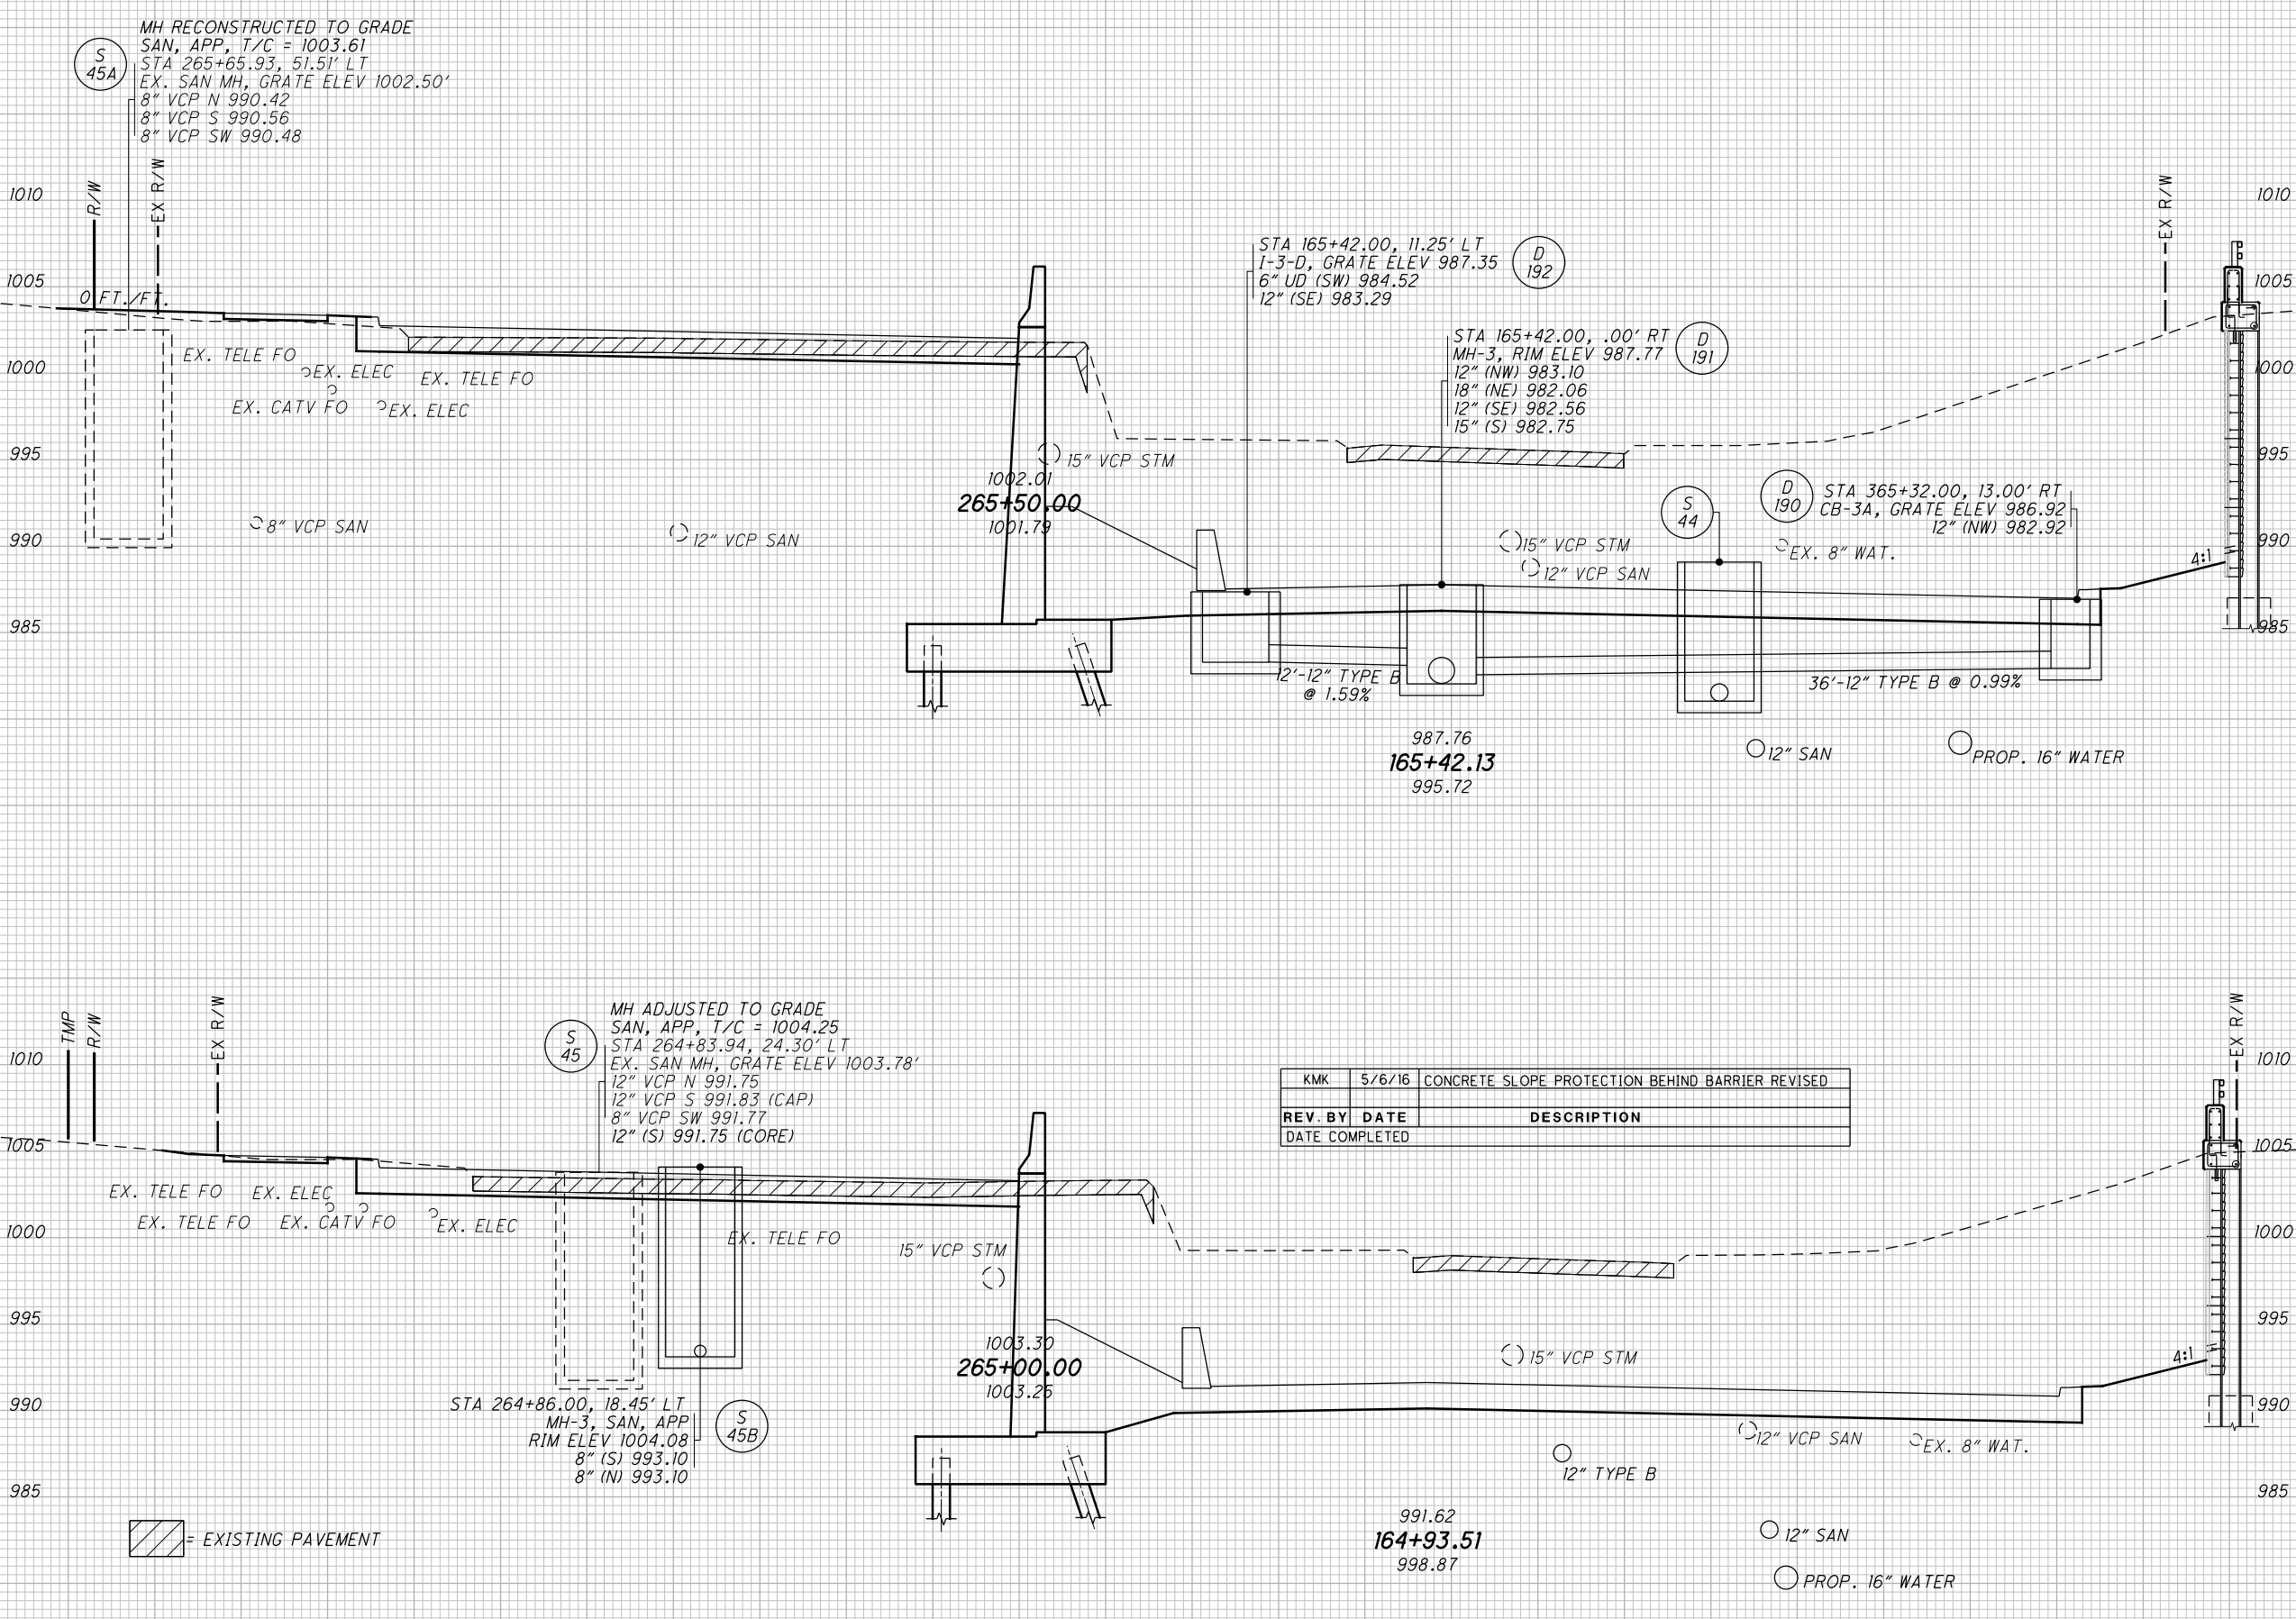 MH RECONSTRUCTED TO GRADE
SAN, APP, T/C = 1003.61
STA 265+65.93, 51.51' LT
EX. SAN MH, GRATE ELEV 1002.50'
8" VCP N 990.42
8" VCP S 990.56
8" VCP SW 990.48
S
45A
R/W
EX R/W
EX R/W
1010
1010
1005
1005
0 FT./FT.
1000
1000
995
995
990
990
985
985
EX. TELE FO
EX. ELEC
EX. TELE FO
EX. CATV FO
EX. ELEC
8" VCP SAN
12" VCP SAN
15" VCP STM
1002.01
265+50.00
1001.79
STA 165+42.00, 11.25' LT
I-3-D, GRATE ELEV 987.35
6" UD (SW) 984.52
12" (SE) 983.29
D
192
STA 165+42.00, .00' RT
MH-3, RIM ELEV 987.77
12" (NW) 983.10
18" (NE) 982.06
12" (SE) 982.56
15" (S) 982.75
D
191
S
44
D
190
STA 365+32.00, 13.00' RT
CB-3A, GRATE ELEV 986.92
12" (NW) 982.92
15" VCP STM
12" VCP SAN
EX. 8" WAT.
4:1
12'-12" TYPE B
@ 1.59%
36'-12" TYPE B @ 0.99%
987.76
165+42.13
995.72
12" SAN
PROP. 16" WATER
TMP
R/W
EX R/W
EX R/W
1010
1010
1005
1005
1000
1000
995
995
990
990
985
985
S
45
MH ADJUSTED TO GRADE
SAN, APP, T/C = 1004.25
STA 264+83.94, 24.30' LT
EX. SAN MH, GRATE ELEV 1003.78'
12" VCP N 991.75
12" VCP S 991.83 (CAP)
8" VCP SW 991.77
12" (S) 991.75 (CORE)
KMK 5/6/16 CONCRETE SLOPE PROTECTION BEHIND BARRIER REVISED
REV. BY DATE DESCRIPTION
DATE COMPLETED
EX. TELE FO
EX. ELEC
EX. TELE FO
EX. CATV FO
EX. ELEC
EX. TELE FO
15" VCP STM
1003.30
265+00.00
1003.25
15" VCP STM
4:1
STA 264+86.00, 18.45' LT
MH-3, SAN, APP
RIM ELEV 1004.08
8" (S) 993.10
8" (N) 993.10
S
45B
12" VCP SAN
EX. 8" WAT.
12" TYPE B
991.62
164+93.51
998.87
12" SAN
PROP. 16" WATER
= EXISTING PAVEMENT